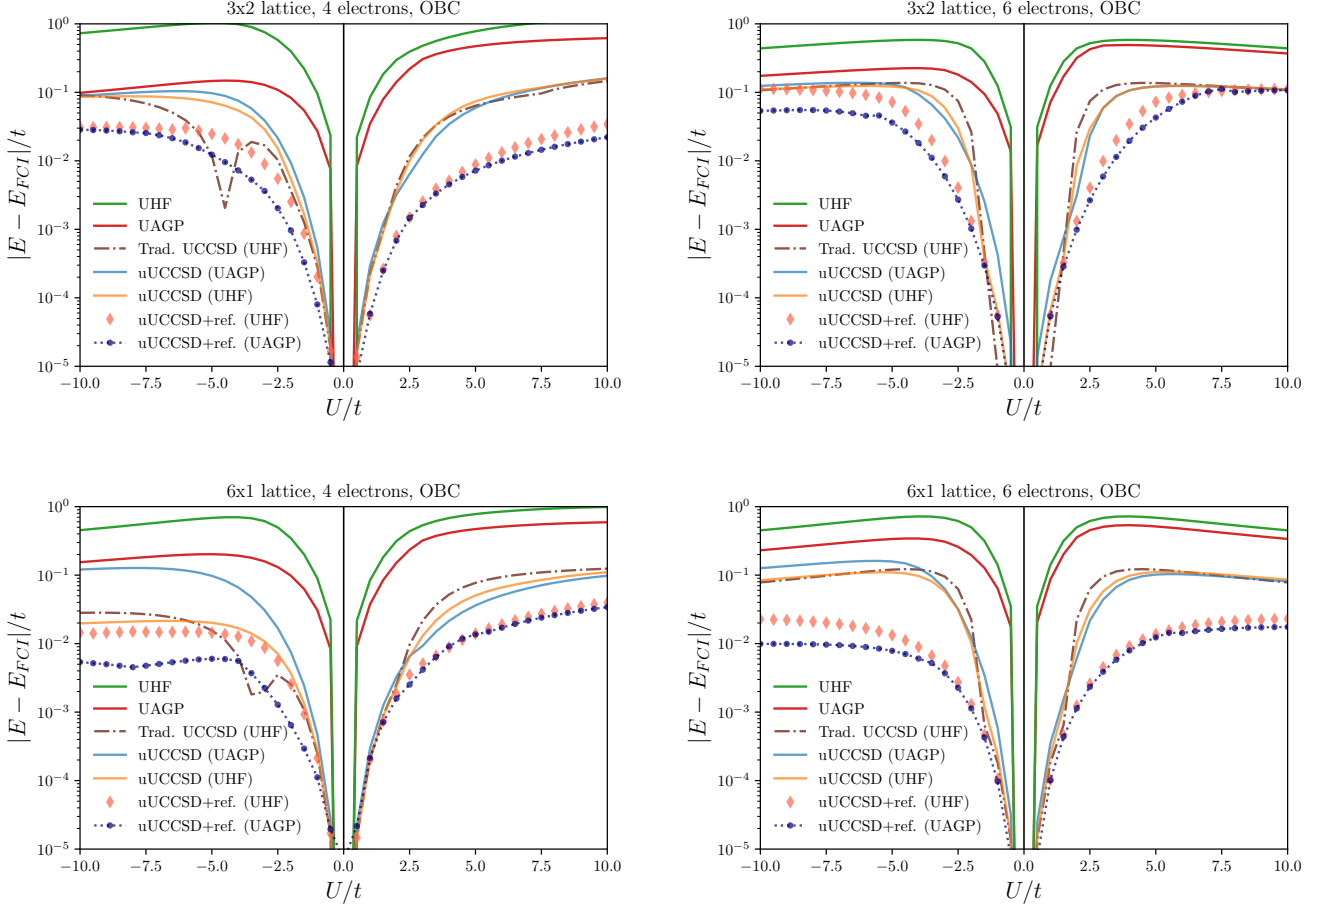 3x2 lattice, 4 electrons, OBC
|E − E_{FCI}|/t
10^0
10^{−1}
10^{−2}
10^{−3}
10^{−4}
10^{−5}
UHF
UAGP
Trad. UCCSD (UHF)
uUCCSD (UAGP)
uUCCSD (UHF)
uUCCSD+ref. (UHF)
uUCCSD+ref. (UAGP)
−10.0 −7.5 −5.0 −2.5 0.0 2.5 5.0 7.5 10.0
U/t
3x2 lattice, 6 electrons, OBC
|E − E_{FCI}|/t
10^0
10^{−1}
10^{−2}
10^{−3}
10^{−4}
10^{−5}
UHF
UAGP
Trad. UCCSD (UHF)
uUCCSD (UAGP)
uUCCSD (UHF)
uUCCSD+ref. (UHF)
uUCCSD+ref. (UAGP)
−10.0 −7.5 −5.0 −2.5 0.0 2.5 5.0 7.5 10.0
U/t
6x1 lattice, 4 electrons, OBC
|E − E_{FCI}|/t
10^0
10^{−1}
10^{−2}
10^{−3}
10^{−4}
10^{−5}
UHF
UAGP
Trad. UCCSD (UHF)
uUCCSD (UAGP)
uUCCSD (UHF)
uUCCSD+ref. (UHF)
uUCCSD+ref. (UAGP)
−10.0 −7.5 −5.0 −2.5 0.0 2.5 5.0 7.5 10.0
U/t
6x1 lattice, 6 electrons, OBC
|E − E_{FCI}|/t
10^0
10^{−1}
10^{−2}
10^{−3}
10^{−4}
10^{−5}
UHF
UAGP
Trad. UCCSD (UHF)
uUCCSD (UAGP)
uUCCSD (UHF)
uUCCSD+ref. (UHF)
uUCCSD+ref. (UAGP)
−10.0 −7.5 −5.0 −2.5 0.0 2.5 5.0 7.5 10.0
U/t